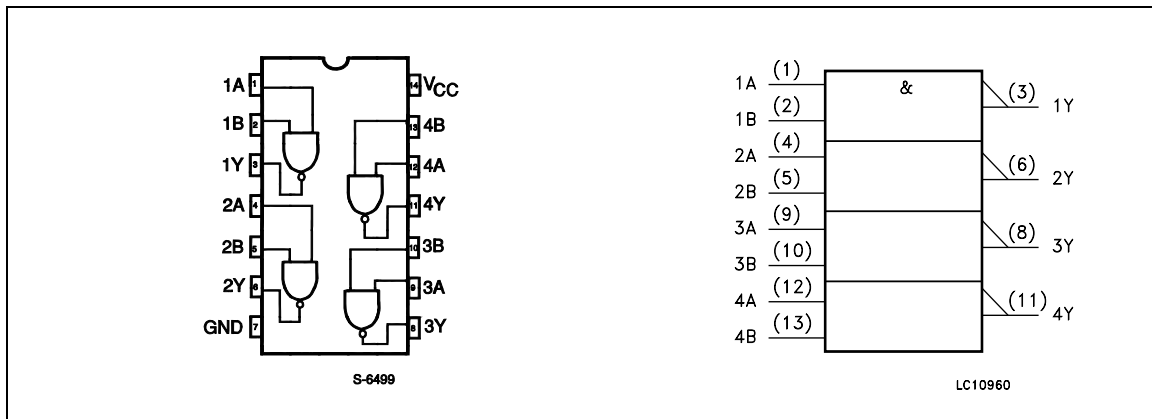 1A 1 14 VCC
1B 2 13 4B
1Y 3 12 4A
2A 4 11 4Y
2B 5 10 3B
2Y 6 9 3A
GND 7 8 3Y
S-6499
1A (1) & (3) 1Y
1B (2)
2A (4) (6) 2Y
2B (5)
3A (9) (8) 3Y
3B (10)
4A (12) (11) 4Y
4B (13)
LC10960